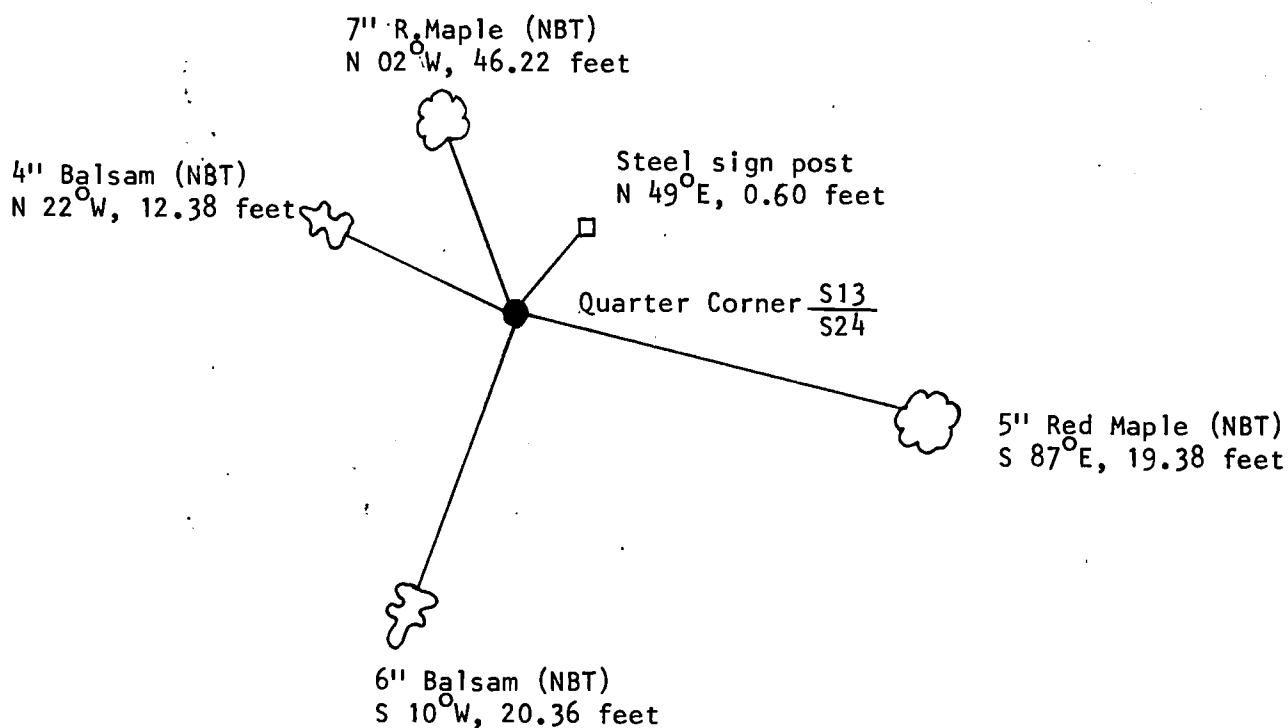 7" R.Maple (NBT)
N 02°W, 46.22 feet
4" Balsam (NBT)
N 22°W, 12.38 feet
Steel sign post
N 49°E, 0.60 feet
Quarter Corner S13
S24
5" Red Maple (NBT)
S 87°E, 19.38 feet
6" Balsam (NBT)
S 10°W, 20.36 feet